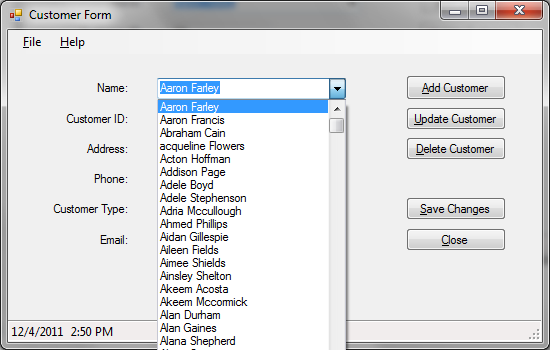 Customer Form
File Help
Name: Aaron Farley Add Customer
Aaron Farley
Customer ID: Aaron Francis Update Customer
Abraham Cain
Address: acqueline Flowers Delete Customer
Acton Hoffman
Addison Page
Phone: Adele Boyd
Adele Stephenson
Customer Type: Adria Mccullough Save Changes
Ahmed Phillips
Email: Aidan Gillespie Close
Aileen Fields
Aimee Shields
Ainsley Shelton
Akeem Acosta
Akeem Mccormick
Alan Durham
12/4/2011 2:50 PM Alan Gaines
Alana Shepherd